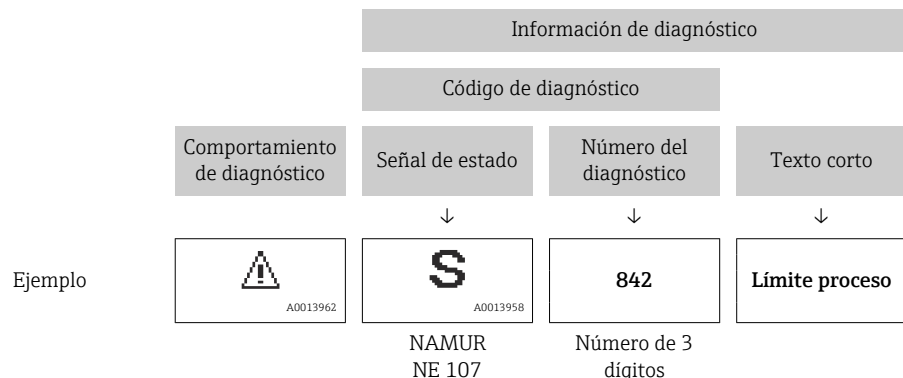 Información de diagnóstico
Código de diagnóstico
Comportamiento
de diagnóstico
Señal de estado
Número del
diagnóstico
Texto corto
↓ ↓ ↓
Ejemplo
A0013962
S
A0013958
842
Límite proceso
NAMUR
NE 107
Número de 3
dígitos